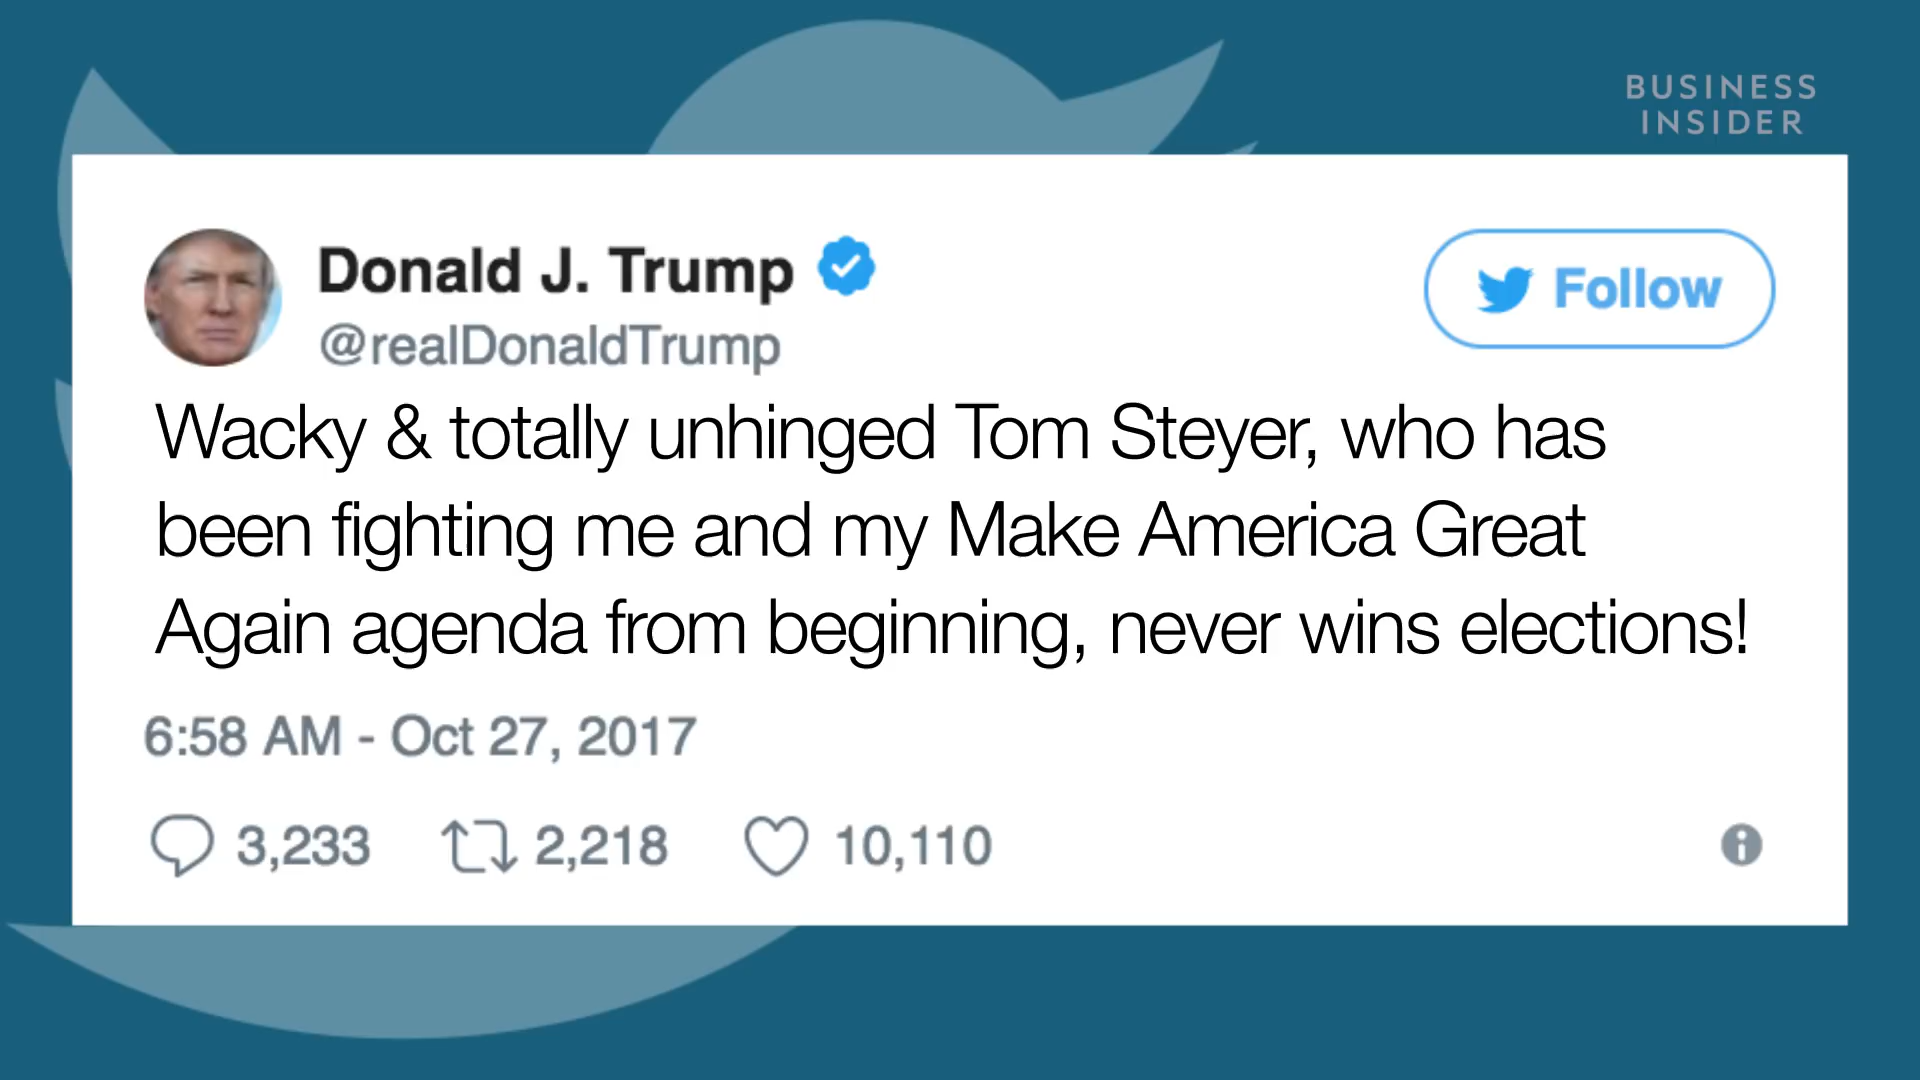 BUSINESS
INSIDER
Donald J. Trump
@realDonaldTrump
Follow
Wacky & totally unhinged Tom Steyer, who has
been fighting me and my Make America Great
Again agenda from beginning, never wins elections!
6:58 AM - Oct 27, 2017
3,233 2,218 10,110